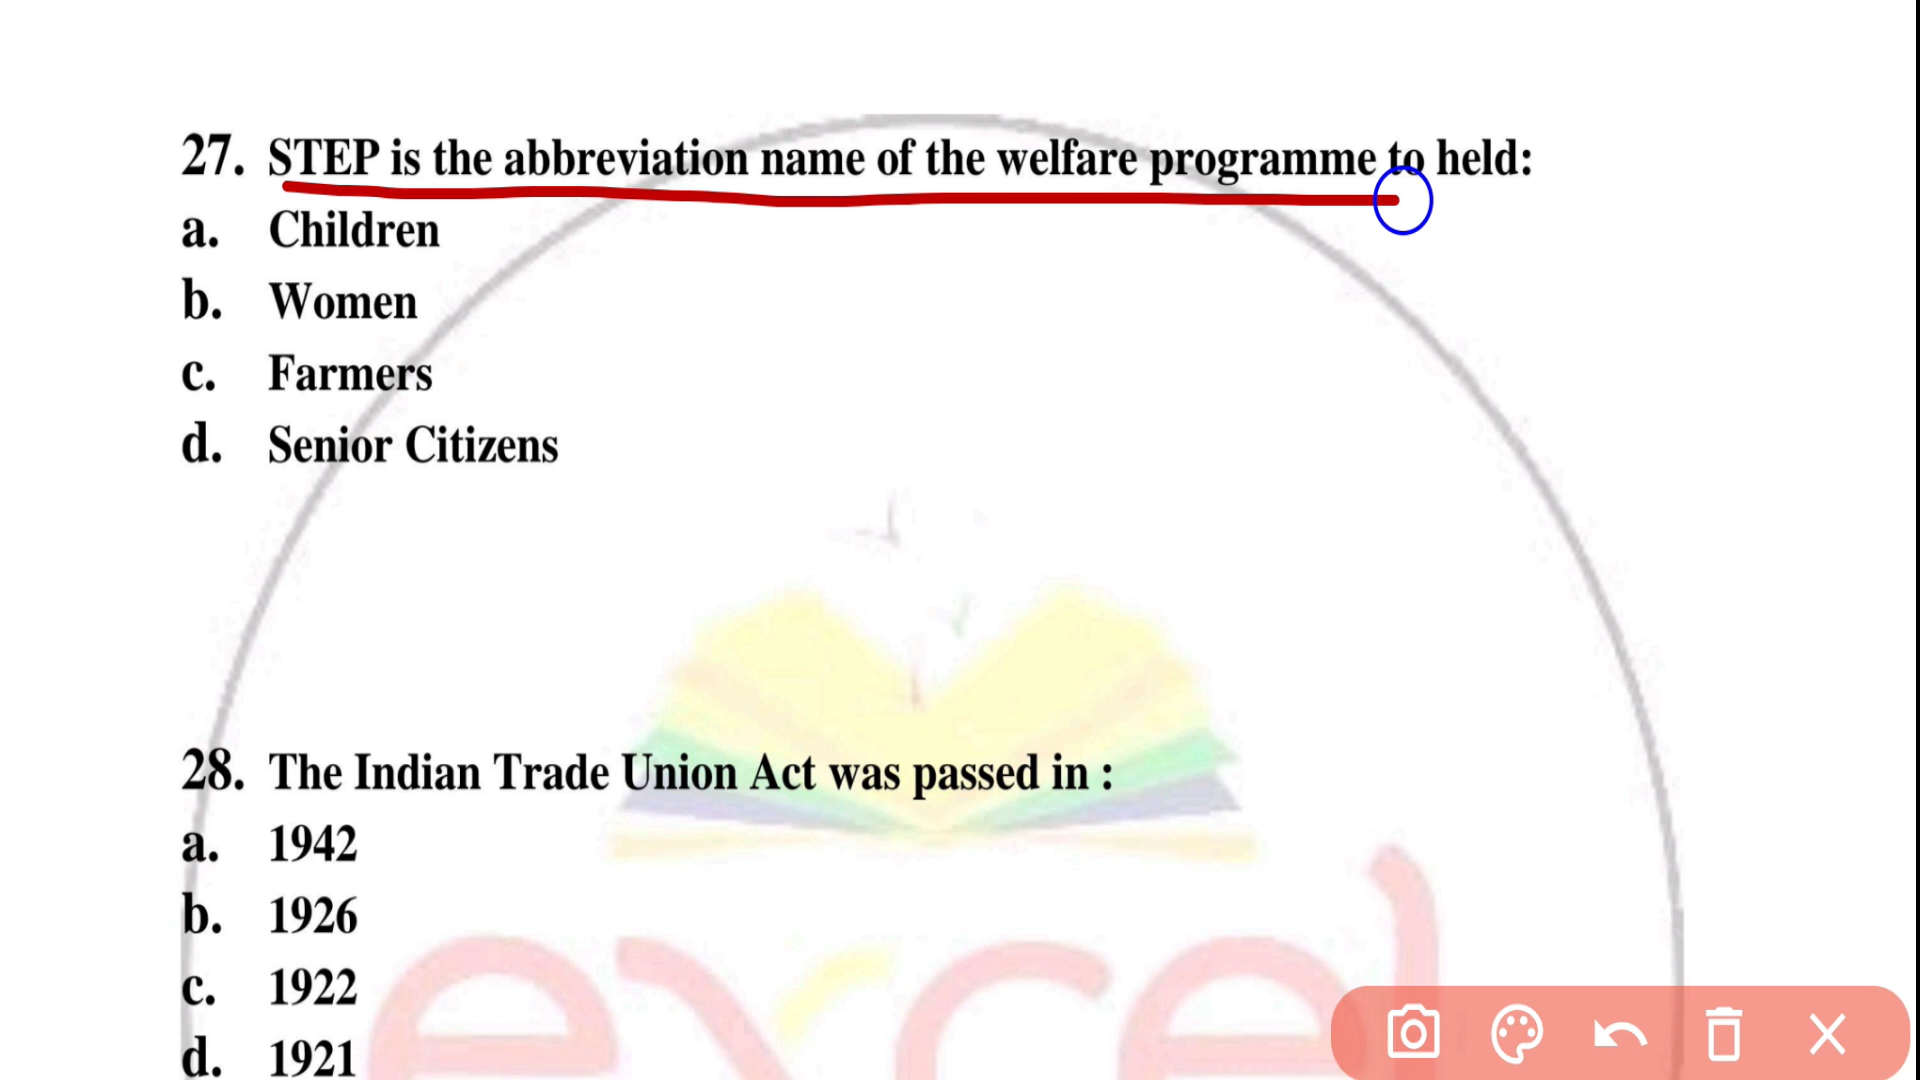 27. STEP is the abbreviation name of the welfare programme to held:
a. Children
b. Women
c. Farmers
d. Senior Citizens
28. The Indian Trade Union Act was passed in :
a. 1942
b. 1926
c. 1922
d. 1921
excel